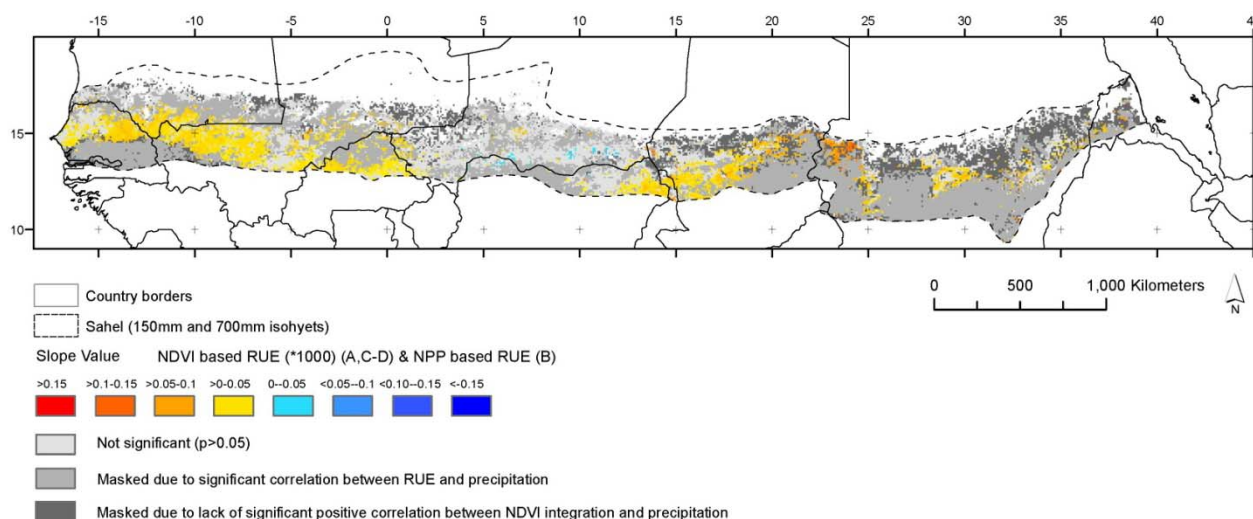 -15 -10 -5 0 5 10 15 20 25 30 35 40 45
15 15
10 10
0 500 1,000 Kilometers
N
Country borders
Sahel (150mm and 700mm isohyets)
Slope Value NDVI based RUE (*1000) (A,C-D) & NPP based RUE (B)
>0.15 >0.1-0.15 >0.05-0.1 >0-0.05 0--0.05 <0.05--0.1 <0.10--0.15 <-0.15
Not significant (p>0.05)
Masked due to significant correlation between RUE and precipitation
Masked due to lack of significant positive correlation between NDVI integration and precipitation